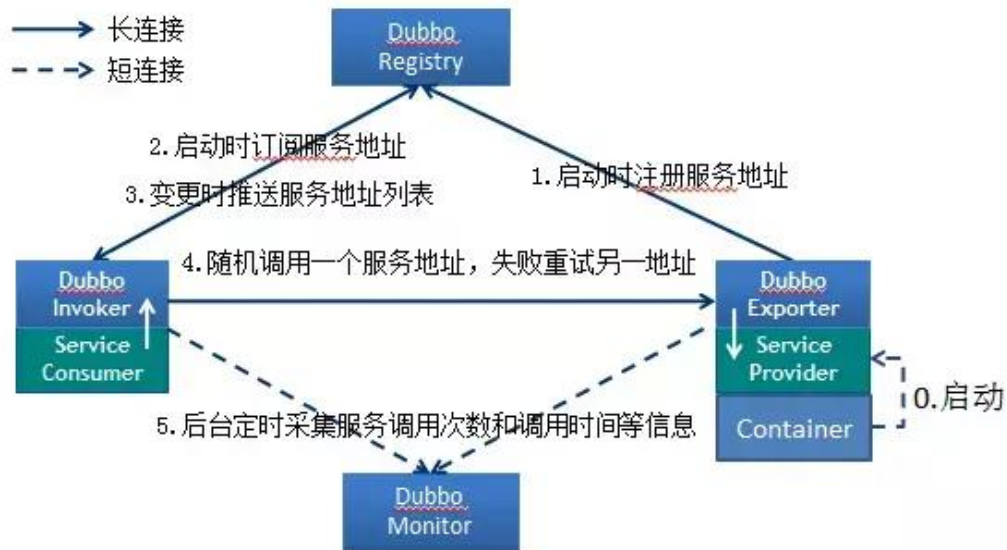 长连接
短连接
Dubbo
Registry
2.启动时订阅服务地址
3.变更时推送服务地址列表
1.启动时注册服务地址
4.随机调用一个服务地址，失败重试另一地址
Dubbo
Invoker
Service
Consumer
Dubbo
Exporter
Service
Provider
Container
0.启动
5.后台定时采集服务调用次数和调用时间等信息
Dubbo
Monitor